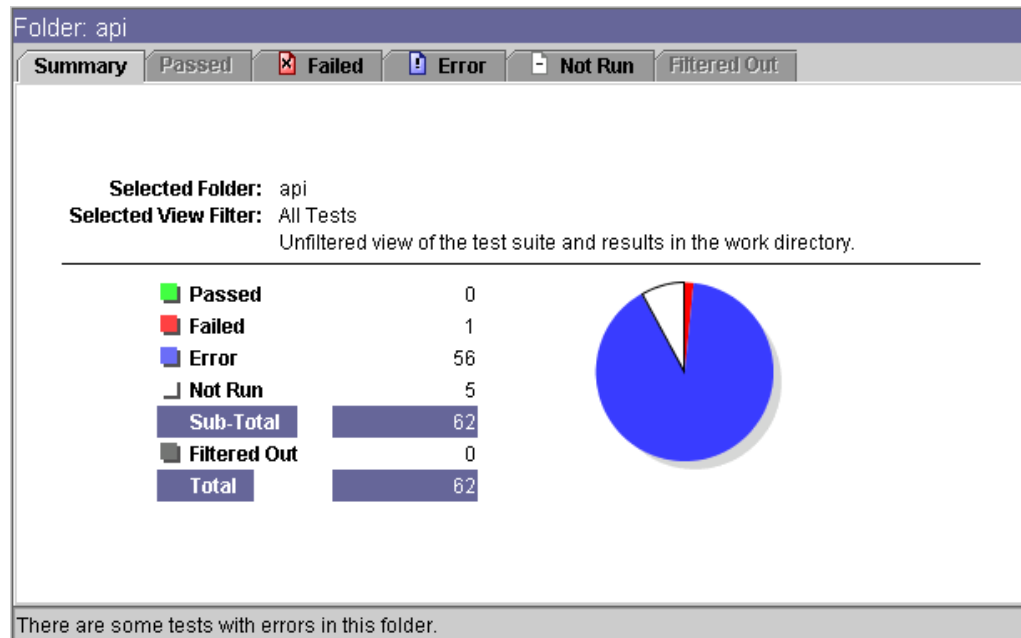 Folder: api
Summary Passed Failed Error Not Run Filtered Out
Selected Folder: api
Selected View Filter: All Tests
Unfiltered view of the test suite and results in the work directory.
Passed 0
Failed 1
Error 56
Not Run 5
Sub-Total 62
Filtered Out 0
Total 62
There are some tests with errors in this folder.